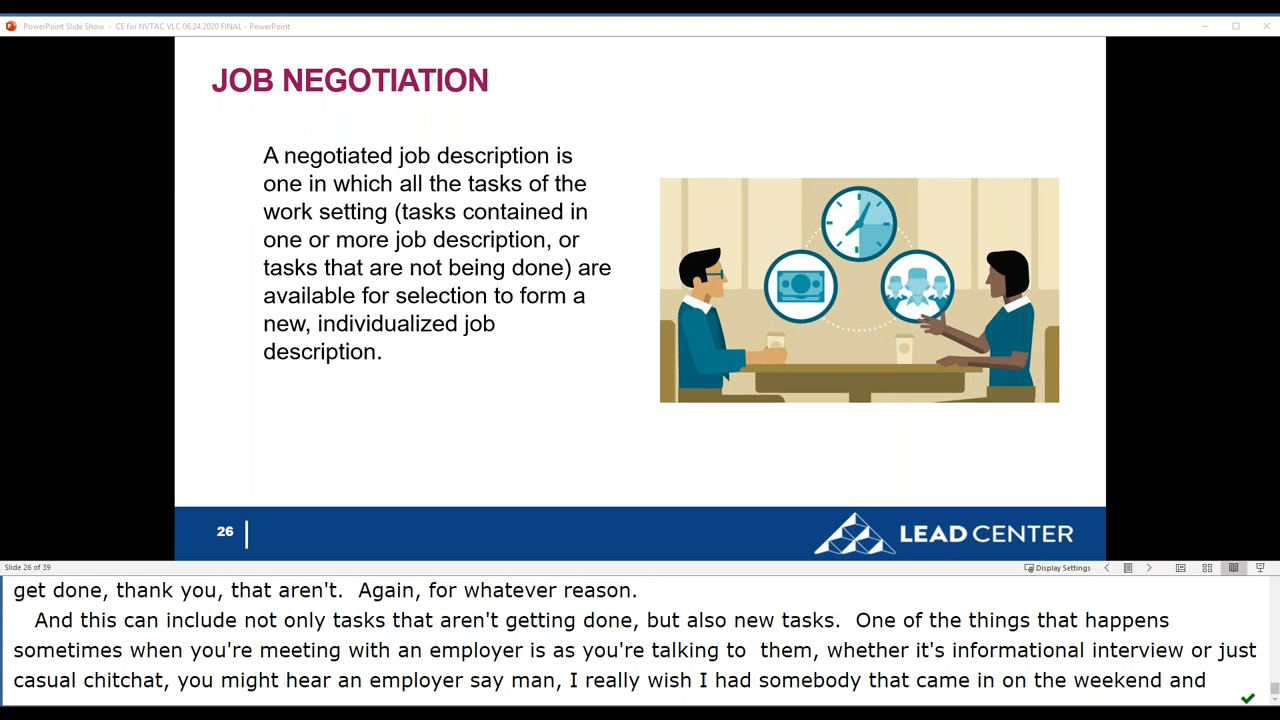 PowerPoint Slide Show - CE for NVTAC VLC 06.24.2020 FINAL - PowerPoint
JOB NEGOTIATION
A negotiated job description is
one in which all the tasks of the
work setting (tasks contained in
one or more job description, or
tasks that are not being done) are
available for selection to form a
new, individualized job
description.
26
LEAD CENTER
Slide 26 of 39
Display Settings
get done, thank you, that aren't. Again, for whatever reason.
And this can include not only tasks that aren't getting done, but also new tasks. One of the things that happens
sometimes when you're meeting with an employer is as you're talking to them, whether it's informational interview or just
casual chitchat, you might hear an employer say man, I really wish I had somebody that came in on the weekend and